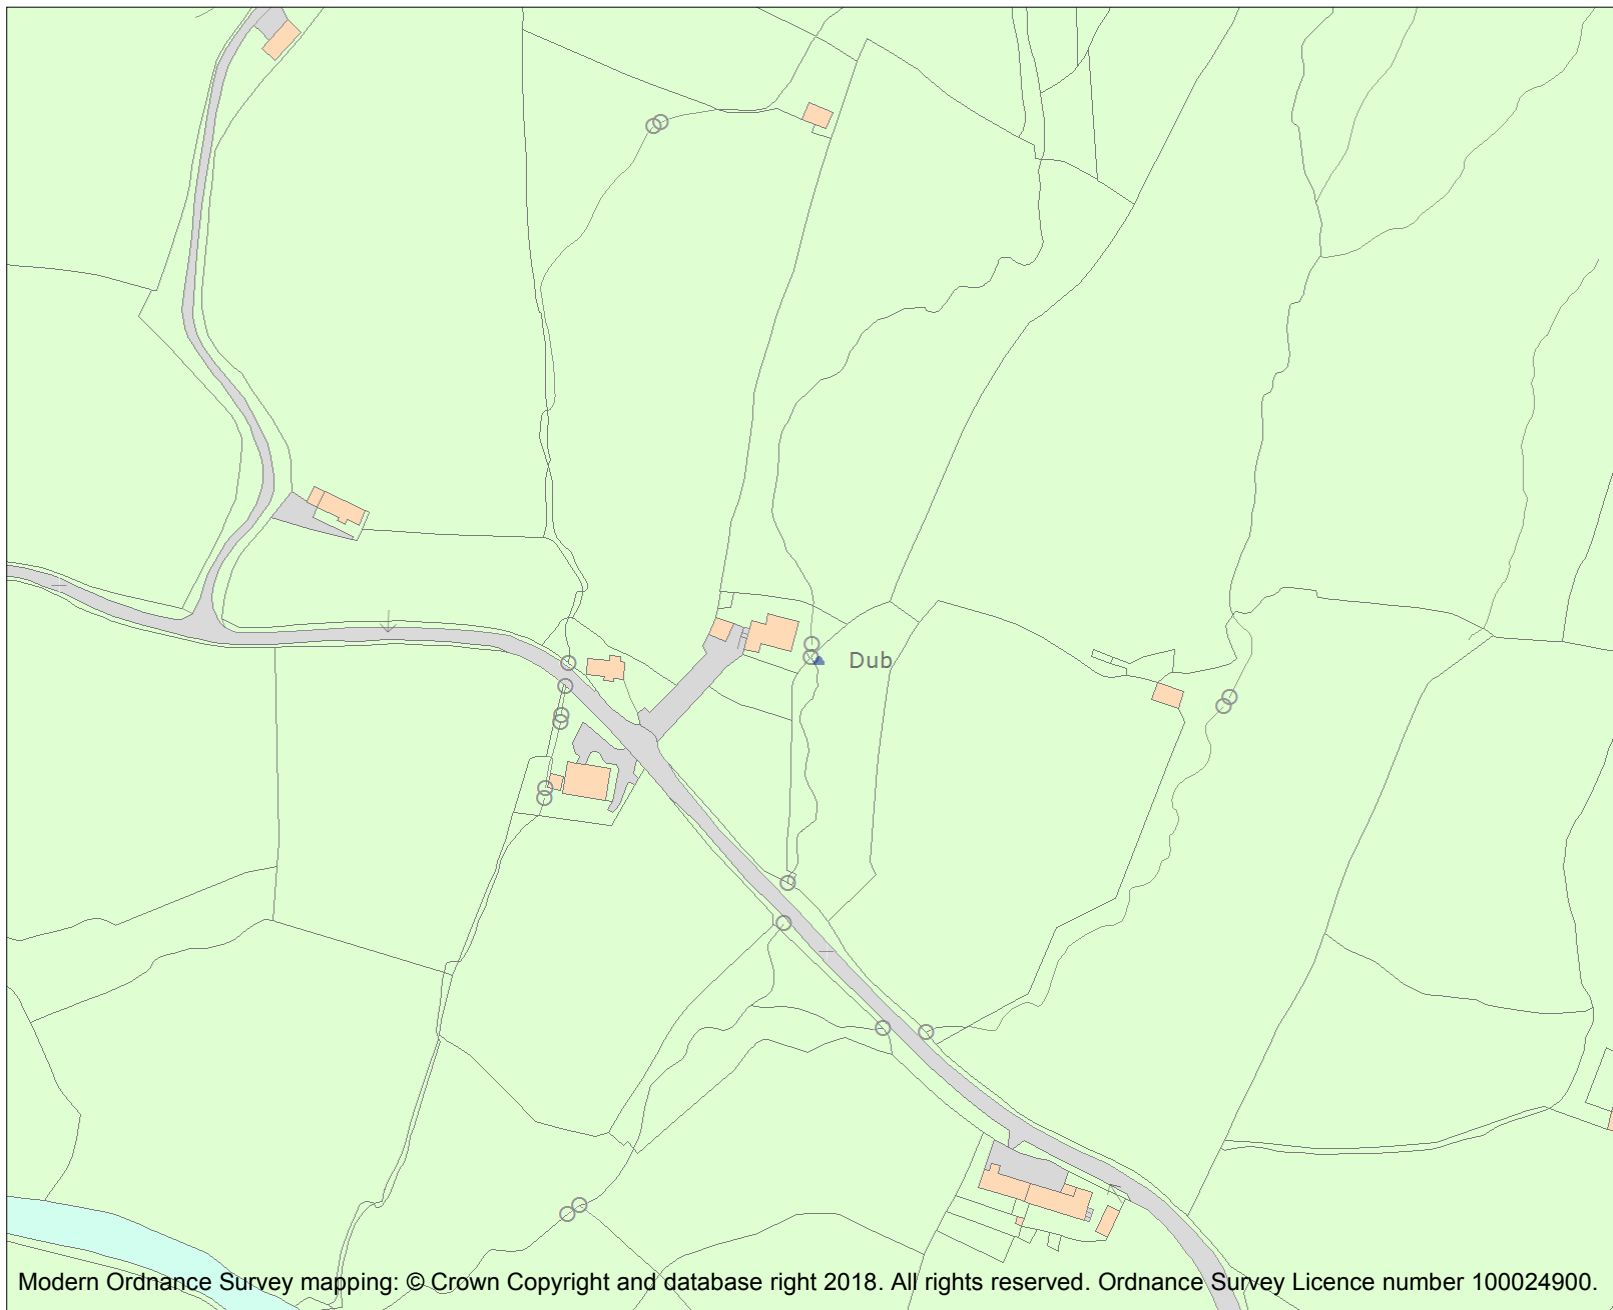 Dub
Modern Ordnance Survey mapping: © Crown Copyright and database right 2018. All rights reserved. Ordnance Survey Licence number 100024900.